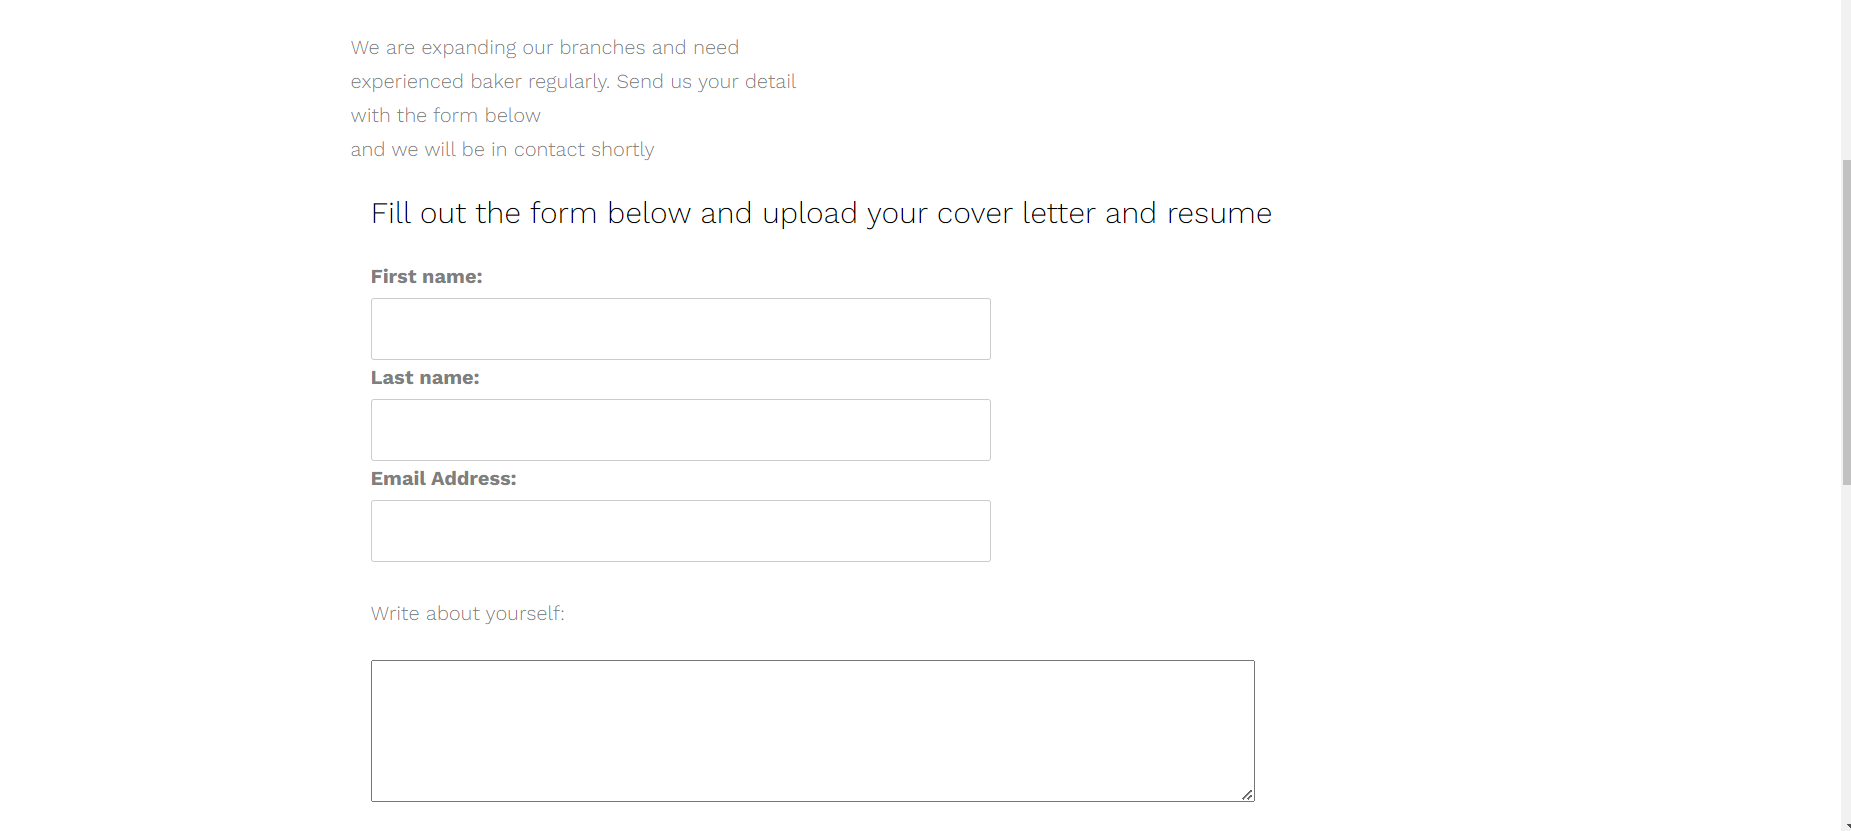 We are expanding our branches and need
experienced baker regularly. Send us your detail
with the form below
and we will be in contact shortly
Fill out the form below and upload your cover letter and resume
First name:
Last name:
Email Address:
Write about yourself: